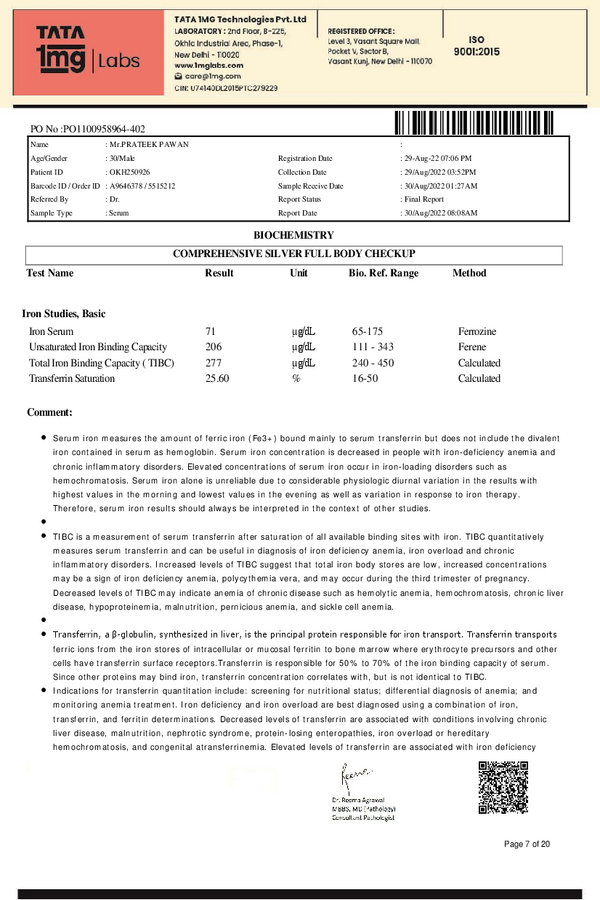 TATA
1mg Labs
TATA 1MG Technologies Pvt. Ltd
LABORATORY : 2nd Floor, B-225,
Okhla Industrial Area, Phase-1,
New Delhi - 110020
www.1mglabs.com
care@1mg.com
CIN: U74140DL2015PTC279229
REGISTERED OFFICE :
Level 3, Vasant Square Mall,
Pocket V, Sector B,
Vasant Kunj, New Delhi - 110070
ISO
9001:2015
PO No :PO1100958964-402
Name : Mr.PRATEEK PAWAN :
Age/Gender : 30/Male Registration Date : 29-Aug-22 07:06 PM
Patient ID : OKH250926 Collection Date : 29/Aug/2022 03:52PM
Barcode ID / Order ID : A9646378 / 5515212 Sample Receive Date : 30/Aug/2022 01:27AM
Referred By : Dr. Report Status : Final Report
Sample Type : Serum Report Date : 30/Aug/2022 08:08AM
BIOCHEMISTRY
COMPREHENSIVE SILVER FULL BODY CHECKUP
Test Name Result Unit Bio. Ref. Range Method
Iron Studies, Basic
Iron Serum 71 µg/dL 65-175 Ferrozine
Unsaturated Iron Binding Capacity 206 µg/dL 111 - 343 Ferene
Total Iron Binding Capacity ( TIBC) 277 µg/dL 240 - 450 Calculated
Transferrin Saturation 25.60 % 16-50 Calculated
Comment:
• Serum iron measures the amount of ferric iron (Fe3+) bound mainly to serum transferrin but does not include the divalent
iron contained in serum as hemoglobin. Serum iron concentration is decreased in people with iron-deficiency anemia and
chronic inflammatory disorders. Elevated concentrations of serum iron occur in iron-loading disorders such as
hemochromatosis. Serum iron alone is unreliable due to considerable physiologic diurnal variation in the results with
highest values in the morning and lowest values in the evening as well as variation in response to iron therapy.
Therefore, serum iron results should always be interpreted in the context of other studies.
•
• TIBC is a measurement of serum transferrin after saturation of all available binding sites with iron. TIBC quantitatively
measures serum transferrin and can be useful in diagnosis of iron deficiency anemia, iron overload and chronic
inflammatory disorders. Increased levels of TIBC suggest that total iron body stores are low, increased concentrations
may be a sign of iron deficiency anemia, polycythemia vera, and may occur during the third trimester of pregnancy.
Decreased levels of TIBC may indicate anemia of chronic disease such as hemolytic anemia, hemochromatosis, chronic liver
disease, hypoproteinemia, malnutrition, pernicious anemia, and sickle cell anemia.
•
• Transferrin, a β-globulin, synthesized in liver, is the principal protein responsible for iron transport. Transferrin transports
ferric ions from the iron stores of intracellular or mucosal ferritin to bone marrow where erythrocyte precursors and other
cells have transferrin surface receptors.Transferrin is responsible for 50% to 70% of the iron binding capacity of serum.
Since other proteins may bind iron, transferrin concentration correlates with, but is not identical to TIBC.
• Indications for transferrin quantitation include: screening for nutritional status; differential diagnosis of anemia; and
monitoring anemia treatment. Iron deficiency and iron overload are best diagnosed using a combination of iron,
transferrin, and ferritin determinations. Decreased levels of transferrin are associated with conditions involving chronic
liver disease, malnutrition, nephrotic syndrome, protein-losing enteropathies, iron overload or hereditary
hemochromatosis, and congenital atransferrinemia. Elevated levels of transferrin are associated with iron deficiency
Reema
Dr. Reema Agrawal
MBBS, MD (Pathology)
Consultant Pathologist
Page 7 of 20